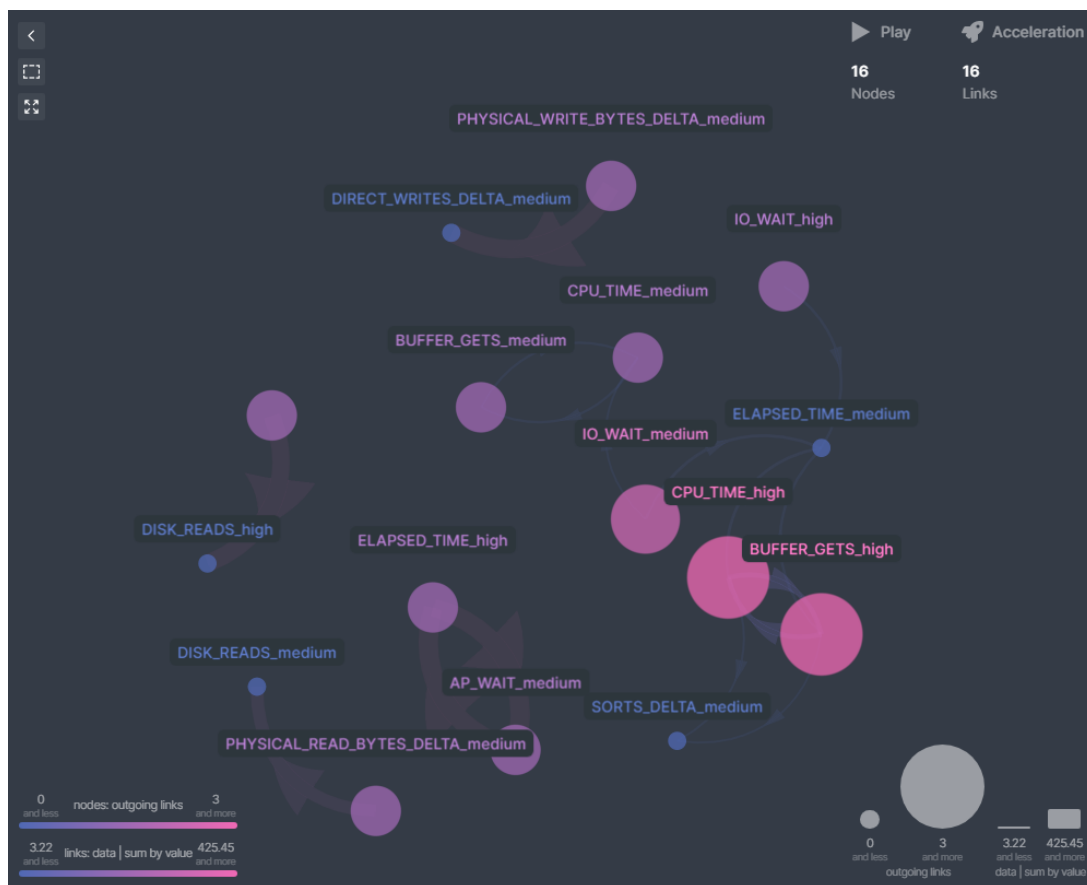 Play Acceleration
16 16
Nodes Links
PHYSICAL_WRITE_BYTES_DELTA_medium
DIRECT_WRITES_DELTA_medium
IO_WAIT_high
CPU_TIME_medium
BUFFER_GETS_medium
ELAPSED_TIME_medium
IO_WAIT_medium
CPU_TIME_high
DISK_READS_high
ELAPSED_TIME_high
BUFFER_GETS_high
DISK_READS_medium
AP_WAIT_medium
SORTS_DELTA_medium
PHYSICAL_READ_BYTES_DELTA_medium
0 nodes: outgoing links 3
and less and more
3.22 links: data | sum by value 425.45
and less and more
0 3 3.22 425.45
and less and more and less and more
outgoing links data | sum by value